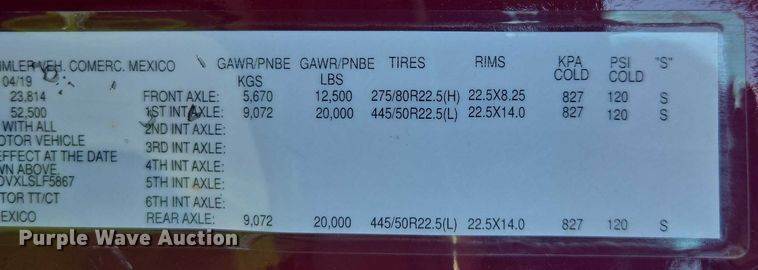 IMLER VEH. COMERC. MEXICO GAWR/PNBE GAWR/PNBE TIRES RIMS KPA PSI "S"
04/19 KGS LBS COLD COLD
23,814 FRONT AXLE: 5,670 12,500 275/80R22.5(H) 22.5X8.25 827 120 S
52,500 1ST INT AXLE: 9,072 20,000 445/50R22.5(L) 22.5X14.0 827 120 S
WITH ALL 2ND INT AXLE:
OTOR VEHICLE 3RD INT AXLE:
EFFECT AT THE DATE 4TH INT AXLE:
WN ABOVE.
DVXLSLF5867 5TH INT AXLE:
TOR TT/CT 6TH INT AXLE:
EXICO REAR AXLE: 9,072 20,000 445/50R22.5(L) 22.5X14.0 827 120 S
Purple Wave Auction